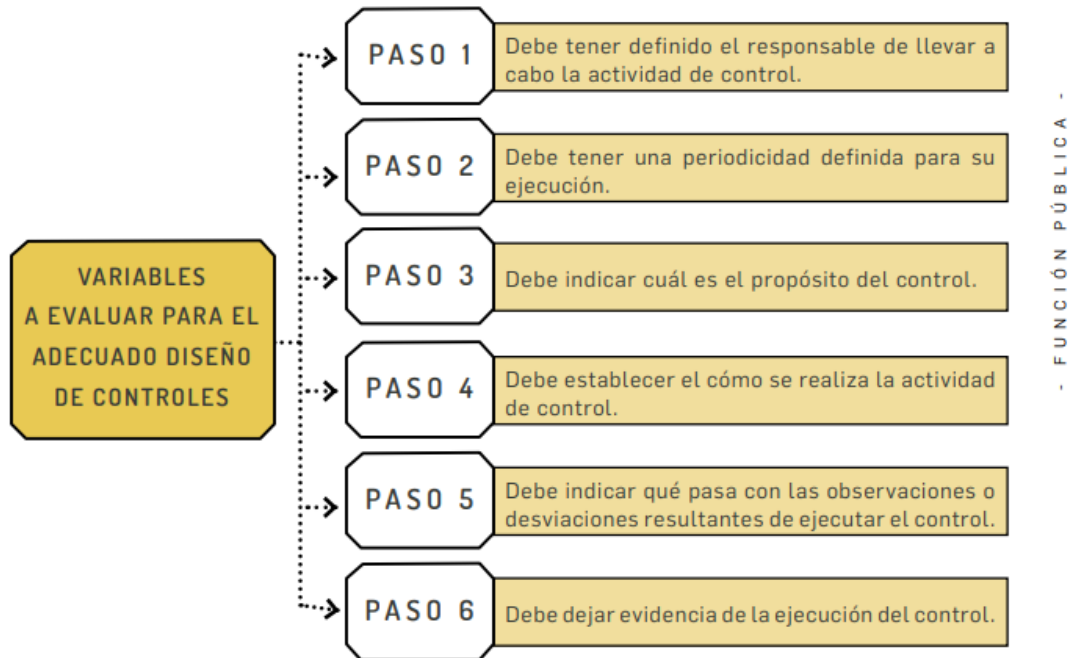 VARIABLES
A EVALUAR PARA EL
ADECUADO DISEÑO
DE CONTROLES
PASO 1
Debe tener definido el responsable de llevar a
cabo la actividad de control.
PASO 2
Debe tener una periodicidad definida para su
ejecución.
PASO 3
Debe indicar cuál es el propósito del control.
PASO 4
Debe establecer el cómo se realiza la actividad
de control.
PASO 5
Debe indicar qué pasa con las observaciones o
desviaciones resultantes de ejecutar el control.
PASO 6
Debe dejar evidencia de la ejecución del control.
- FUNCIÓN PÚBLICA -